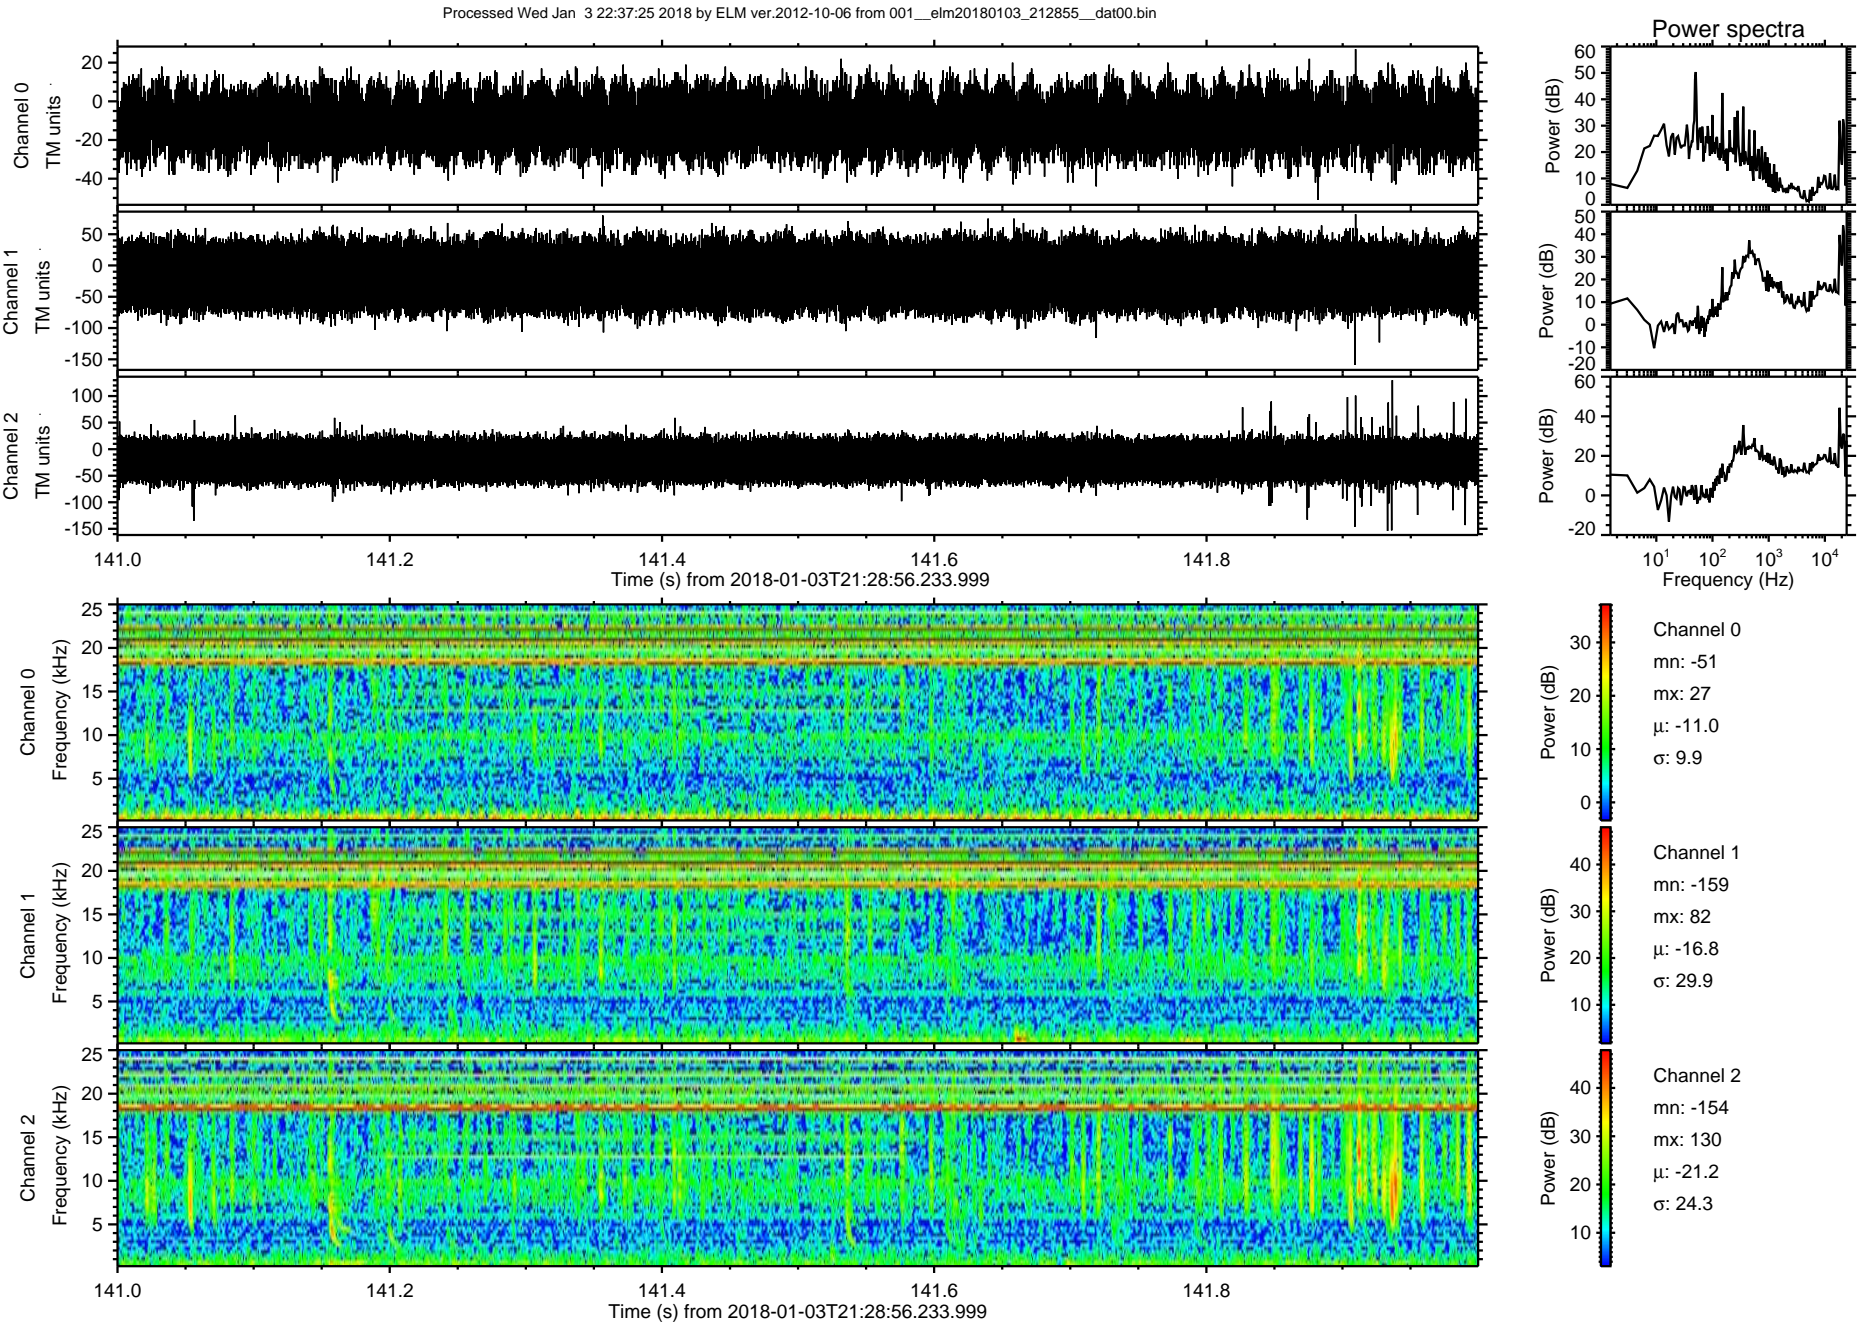 Processed Wed Jan  3 22:37:25 2018 by ELM ver.2012-10-06 from 001__elm20180103_212855__dat00.bin
Power spectra
Channel 0
TM units
20
0
-20
-40
Power (dB)
60
50
40
30
20
10
0
Channel 1
TM units
50
0
-50
-100
-150
Power (dB)
50
40
30
20
10
0
-10
-20
Channel 2
TM units
100
50
0
-50
-100
-150
Power (dB)
60
40
20
0
-20
141.0 141.2 141.4 141.6 141.8
Time (s) from 2018-01-03T21:28:56.233.999
10^1 10^2 10^3 10^4
Frequency (Hz)
Channel 0
Frequency (kHz)
25
20
15
10
5
Power (dB)
30
20
10
0
Channel 0
mn: -51
mx: 27
μ: -11.0
σ: 9.9
Channel 1
Frequency (kHz)
25
20
15
10
5
Power (dB)
40
30
20
10
Channel 1
mn: -159
mx: 82
μ: -16.8
σ: 29.9
Channel 2
Frequency (kHz)
25
20
15
10
5
Power (dB)
40
30
20
10
Channel 2
mn: -154
mx: 130
μ: -21.2
σ: 24.3
141.0 141.2 141.4 141.6 141.8
Time (s) from 2018-01-03T21:28:56.233.999